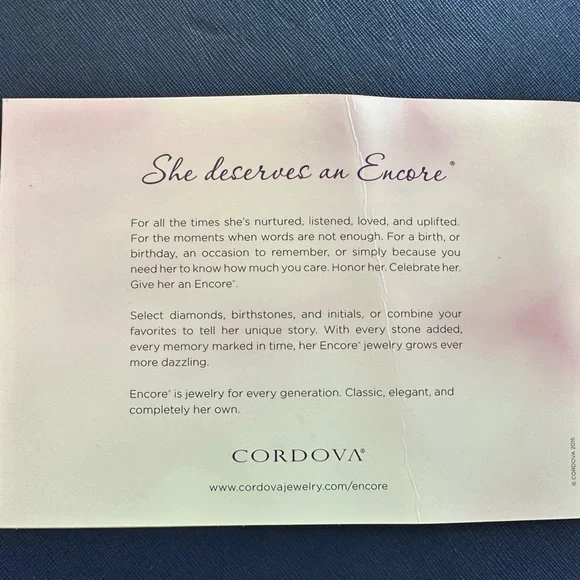 She deserves an Encore®
For all the times she's nurtured, listened, loved, and uplifted.
For the moments when words are not enough. For a birth, or
birthday, an occasion to remember, or simply because you
need her to know how much you care. Honor her. Celebrate her.
Give her an Encore®.
Select diamonds, birthstones, and initials, or combine your
favorites to tell her unique story. With every stone added,
every memory marked in time, her Encore® jewelry grows ever
more dazzling.
Encore® is jewelry for every generation. Classic, elegant, and
completely her own.
CORDOVA®
www.cordovajewelry.com/encore
© CORDOVA 2015